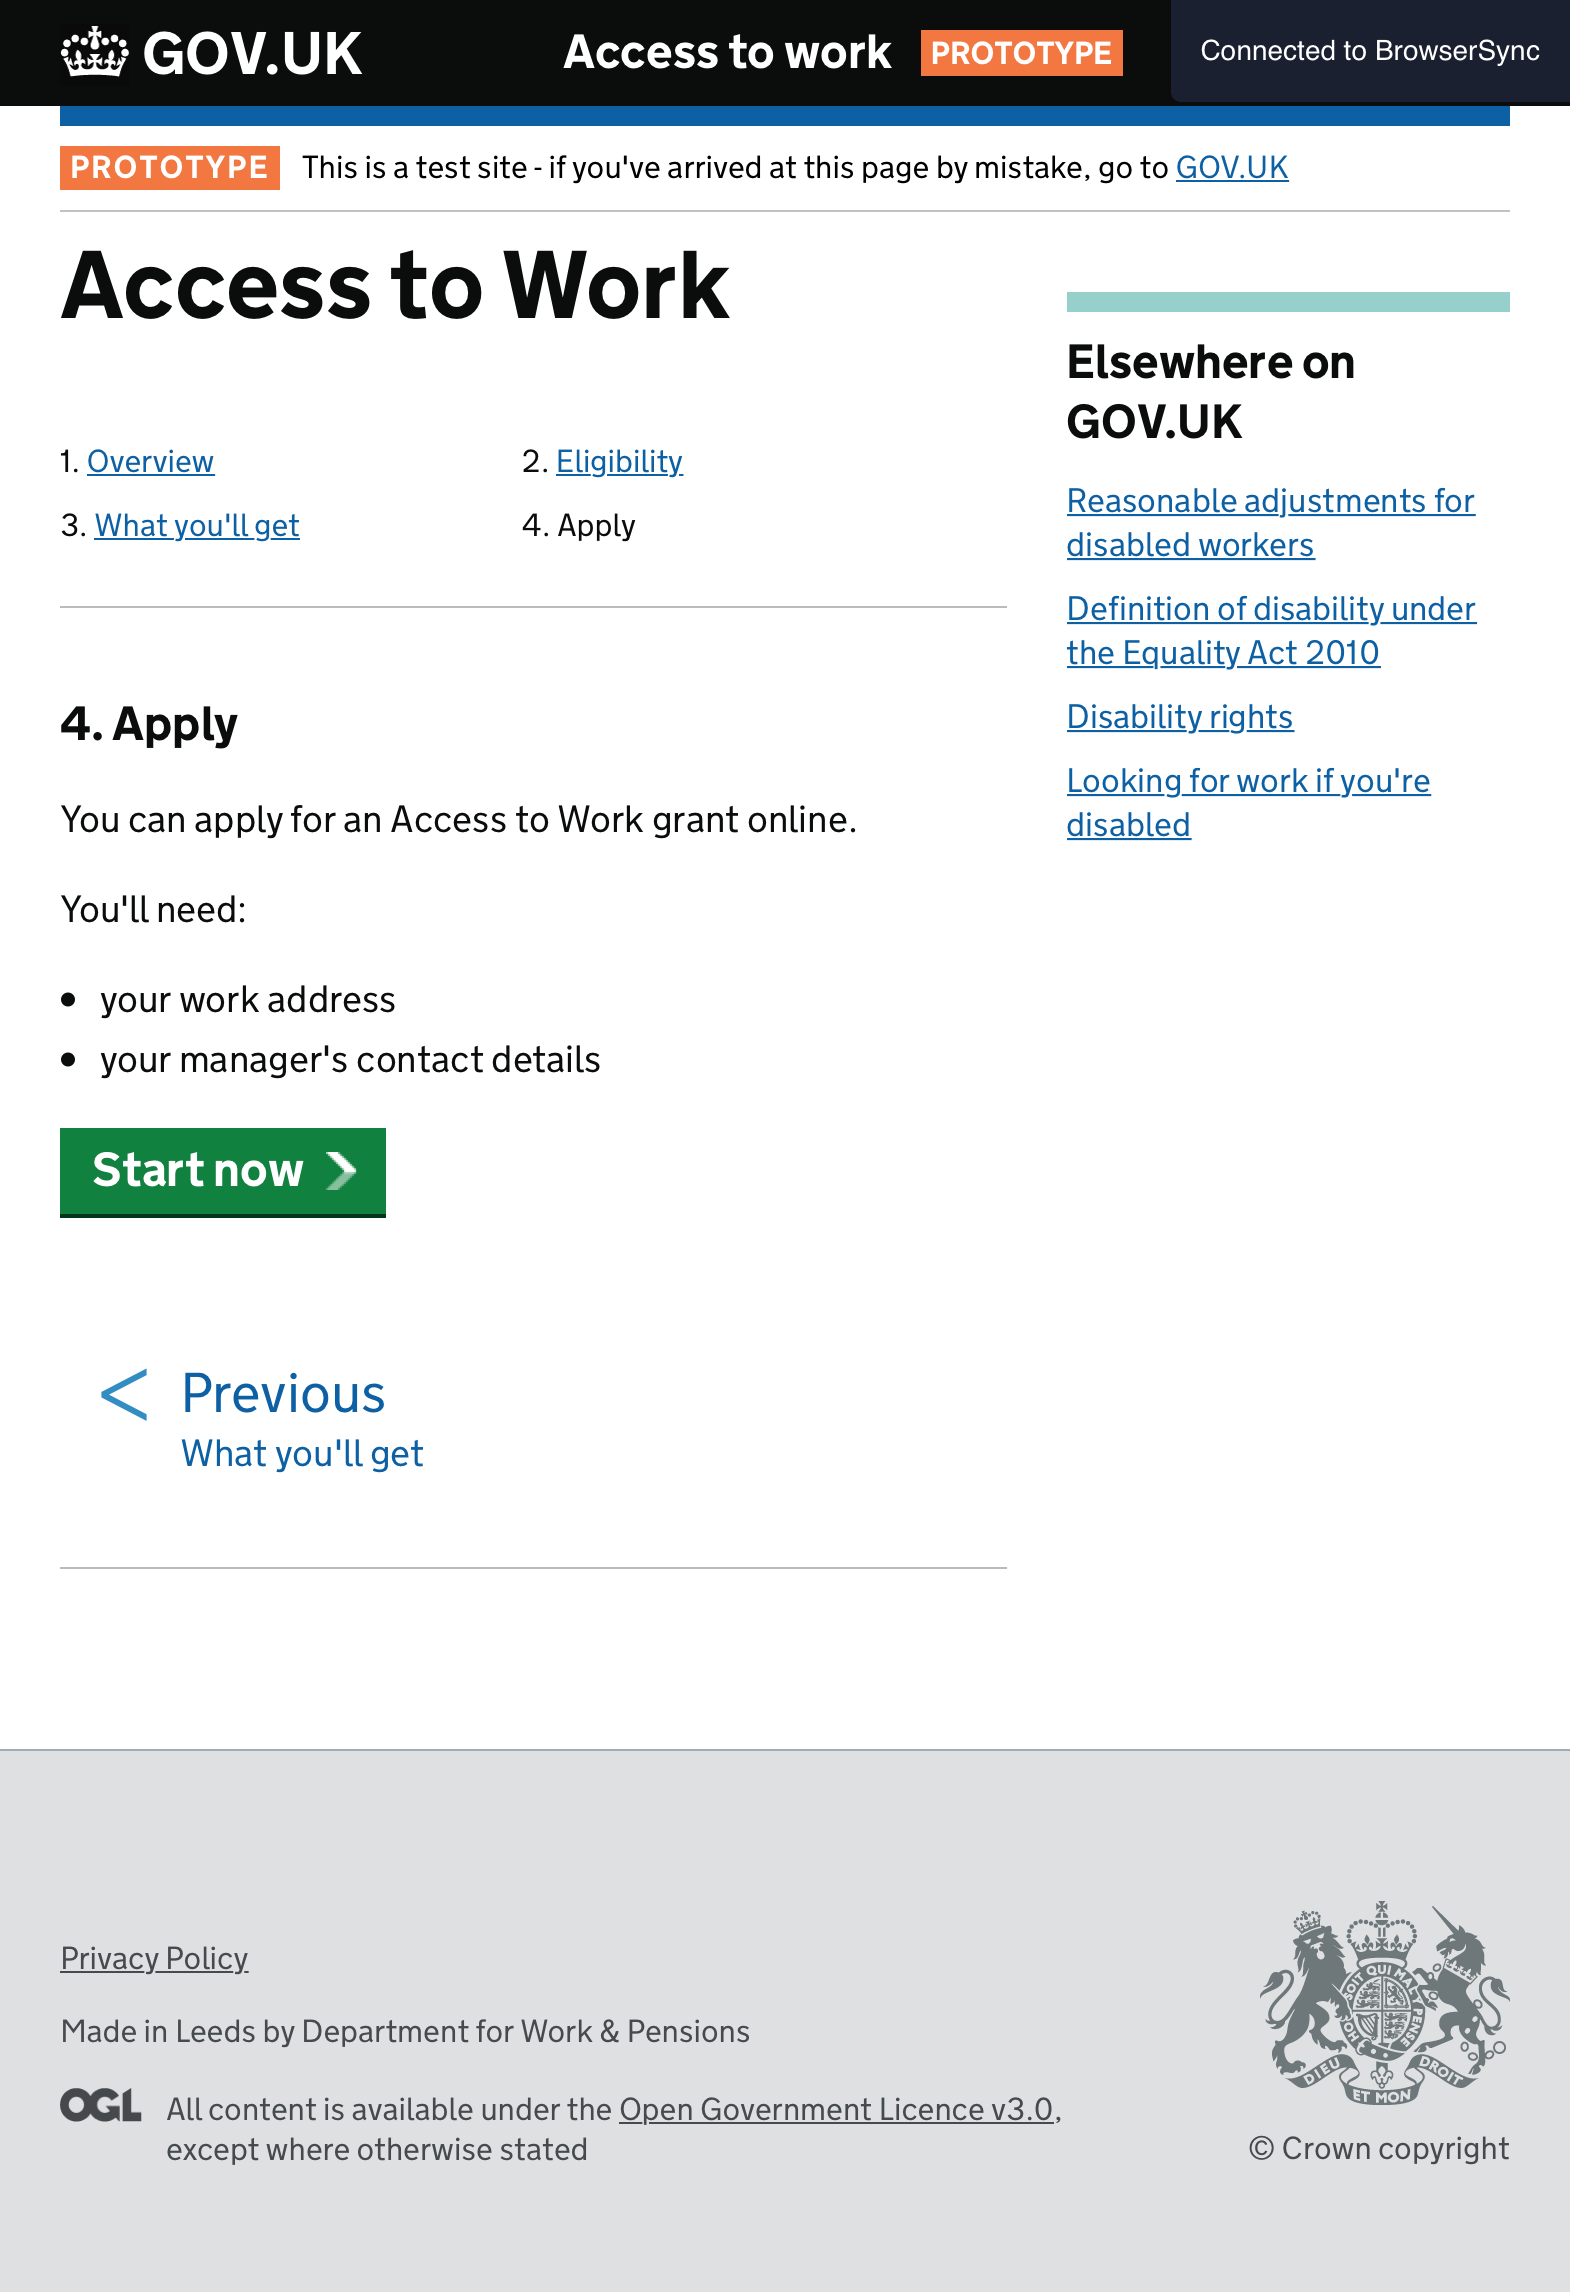 GOV.UK
Access to work PROTOTYPE
Connected to BrowserSync
PROTOTYPE This is a test site - if you've arrived at this page by mistake, go to GOV.UK
Access to Work
1. Overview
2. Eligibility
3. What you'll get
4. Apply
4. Apply
You can apply for an Access to Work grant online.
You'll need:
• your work address
• your manager's contact details
Start now
< Previous
What you'll get
Elsewhere on
GOV.UK
Reasonable adjustments for
disabled workers
Definition of disability under
the Equality Act 2010
Disability rights
Looking for work if you're
disabled
Privacy Policy
Made in Leeds by Department for Work & Pensions
OGL All content is available under the Open Government Licence v3.0,
except where otherwise stated
SOIT QUI MAL Y PENSE
HO
DIEU ET MON DROIT
© Crown copyright